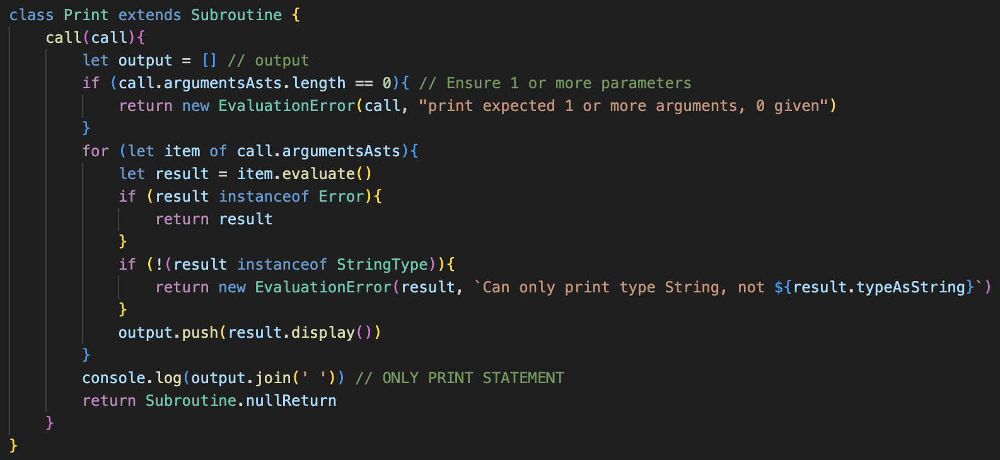 class Print extends Subroutine {
    call(call){
        let output = [] // output
        if (call.argumentsAsts.length == 0){ // Ensure 1 or more parameters
            return new EvaluationError(call, "print expected 1 or more arguments, 0 given")
        }
        for (let item of call.argumentsAsts){
            let result = item.evaluate()
            if (result instanceof Error){
                return result
            }
            if (!(result instanceof StringType)){
                return new EvaluationError(result, `Can only print type String, not ${result.typeAsString}`)
            }
            output.push(result.display())
        }
        console.log(output.join(' ')) // ONLY PRINT STATEMENT
        return Subroutine.nullReturn
    }
}